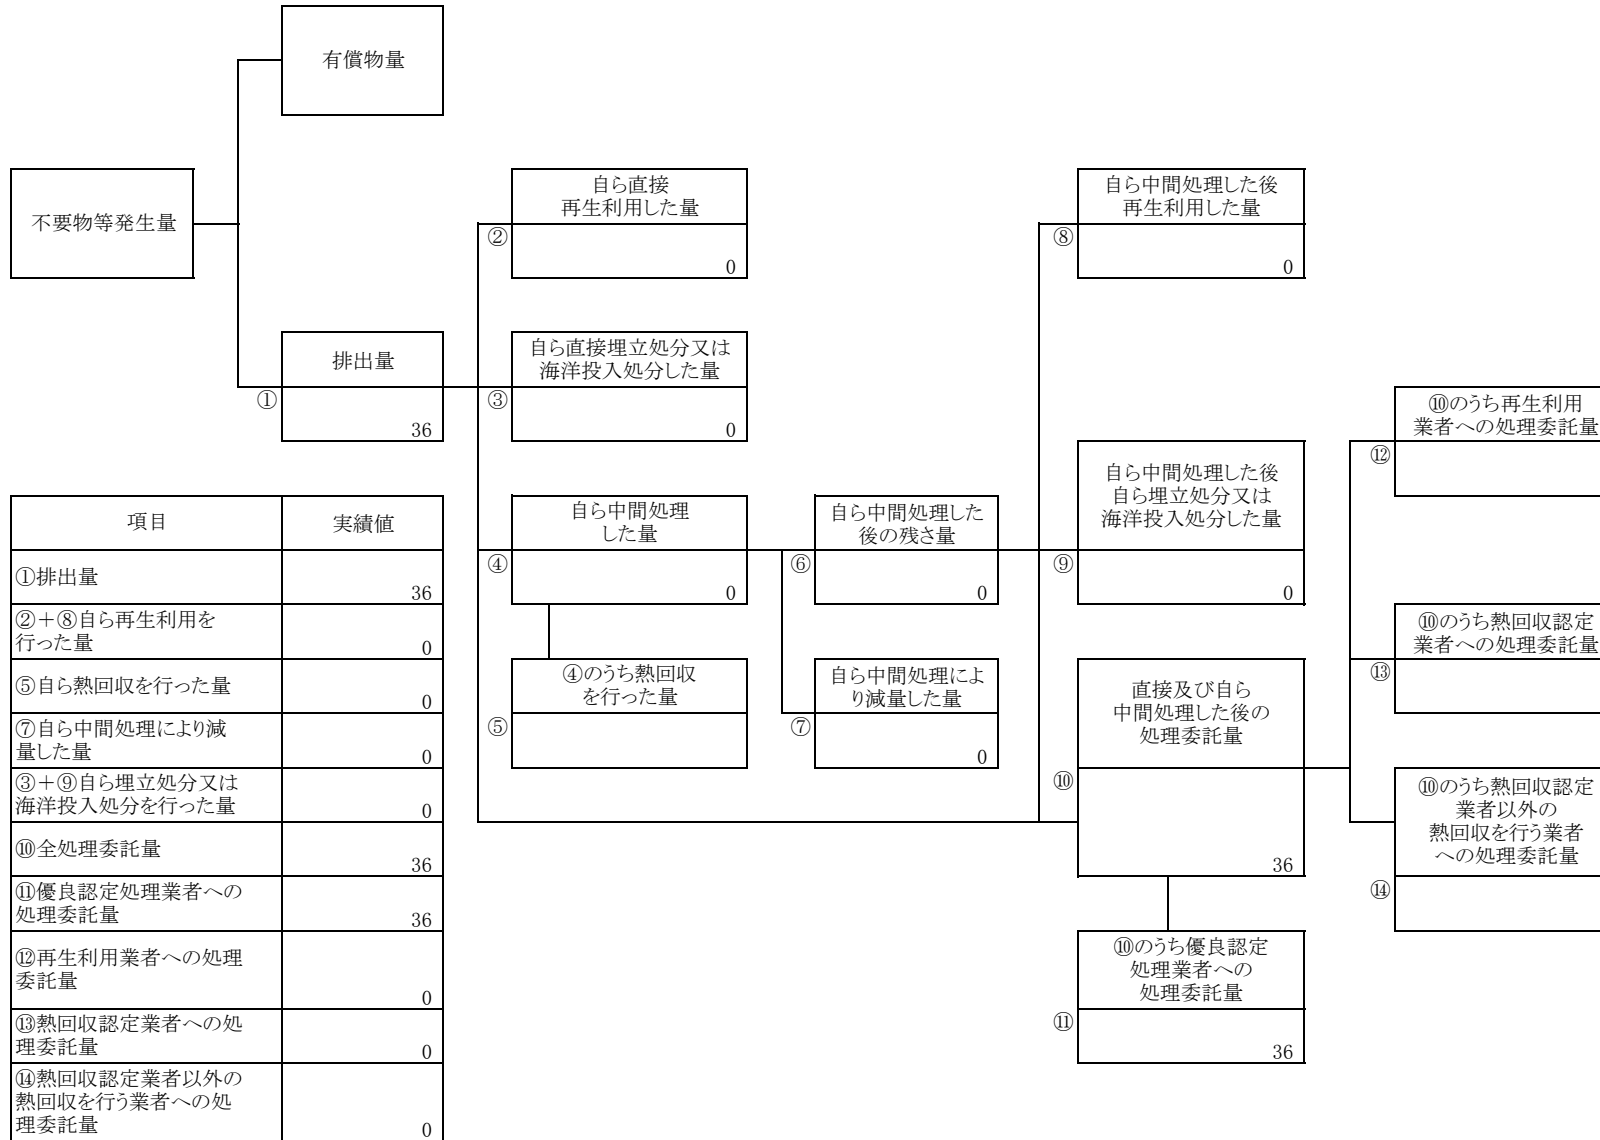 有償物量
不要物等発生量
自ら直接
再生利用した量
②
0
自ら中間処理した後
再生利用した量
⑧
0
排出量
①
36
自ら直接埋立処分又は
海洋投入処分した量
③
0
⑩のうち再生利用
業者への処理委託量
⑫
自ら中間処理
した量
④
0
自ら中間処理した
後の残さ量
⑥
0
自ら中間処理した後
自ら埋立処分又は
海洋投入処分した量
⑨
0
⑩のうち熱回収認定
業者への処理委託量
⑬
④のうち熱回収
を行った量
⑤
自ら中間処理によ
り減量した量
⑦
0
直接及び自ら
中間処理した後の
処理委託量
⑩
36
⑩のうち熱回収認定
業者以外の
熱回収を行う業者
への処理委託量
⑭
⑩のうち優良認定
処理業者への
処理委託量
⑪
36
項目 実績値
①排出量
36
②+⑧自ら再生利用を
行った量
0
⑤自ら熱回収を行った量
0
⑦自ら中間処理により減
量した量
0
③+⑨自ら埋立処分又は
海洋投入処分を行った量
0
⑩全処理委託量
36
⑪優良認定処理業者への
処理委託量
36
⑫再生利用業者への処理
委託量
0
⑬熱回収認定業者への処
理委託量
0
⑭熱回収認定業者以外の
熱回収を行う業者への処
理委託量
0